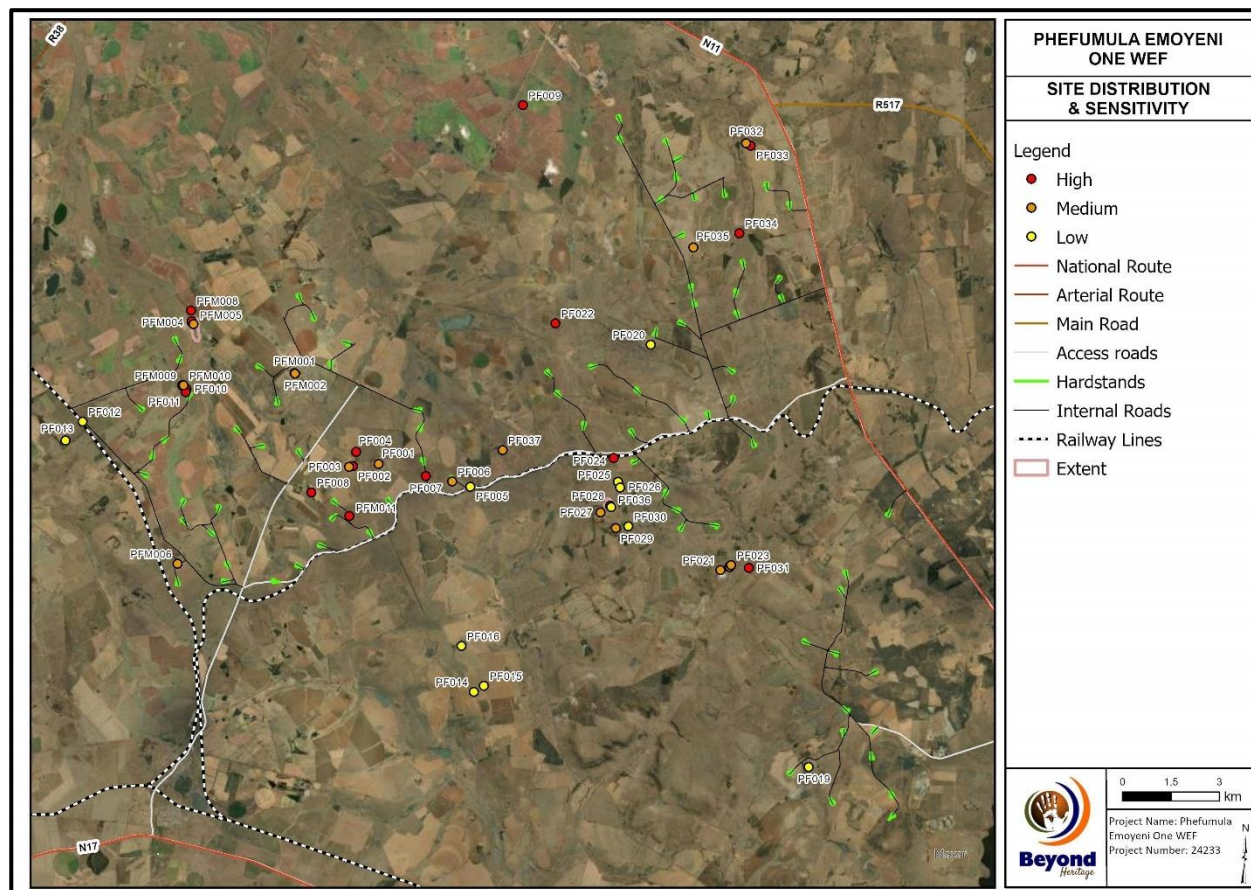 R38
N11
R517
PF009
PF032
PF033
PF034
PF035
PFM008
PFM004
PFM005
PF022
PF020
PFM001
PFM002
PFM009
PFM010
PF010
PF011
PF012
PF013
PF004
PF001
PF003
PF002
PF037
PF006
PF008
PF007
PF005
PFM011
PF024
PF025
PF026
PF028
PF036
PF027
PF030
PF029
PFM006
PF021
PF023
PF031
PF016
PF015
PF014
PF019
N17
PHEFUMULA EMOYENI
ONE WEF
SITE DISTRIBUTION
& SENSITIVITY
Legend
High
Medium
Low
National Route
Arterial Route
Main Road
Access roads
Hardstands
Internal Roads
Railway Lines
Extent
Beyond
Heritage
0 1.5 3
km
Project Name: Phefumula
Emoyeni One WEF
Project Number: 24233
N